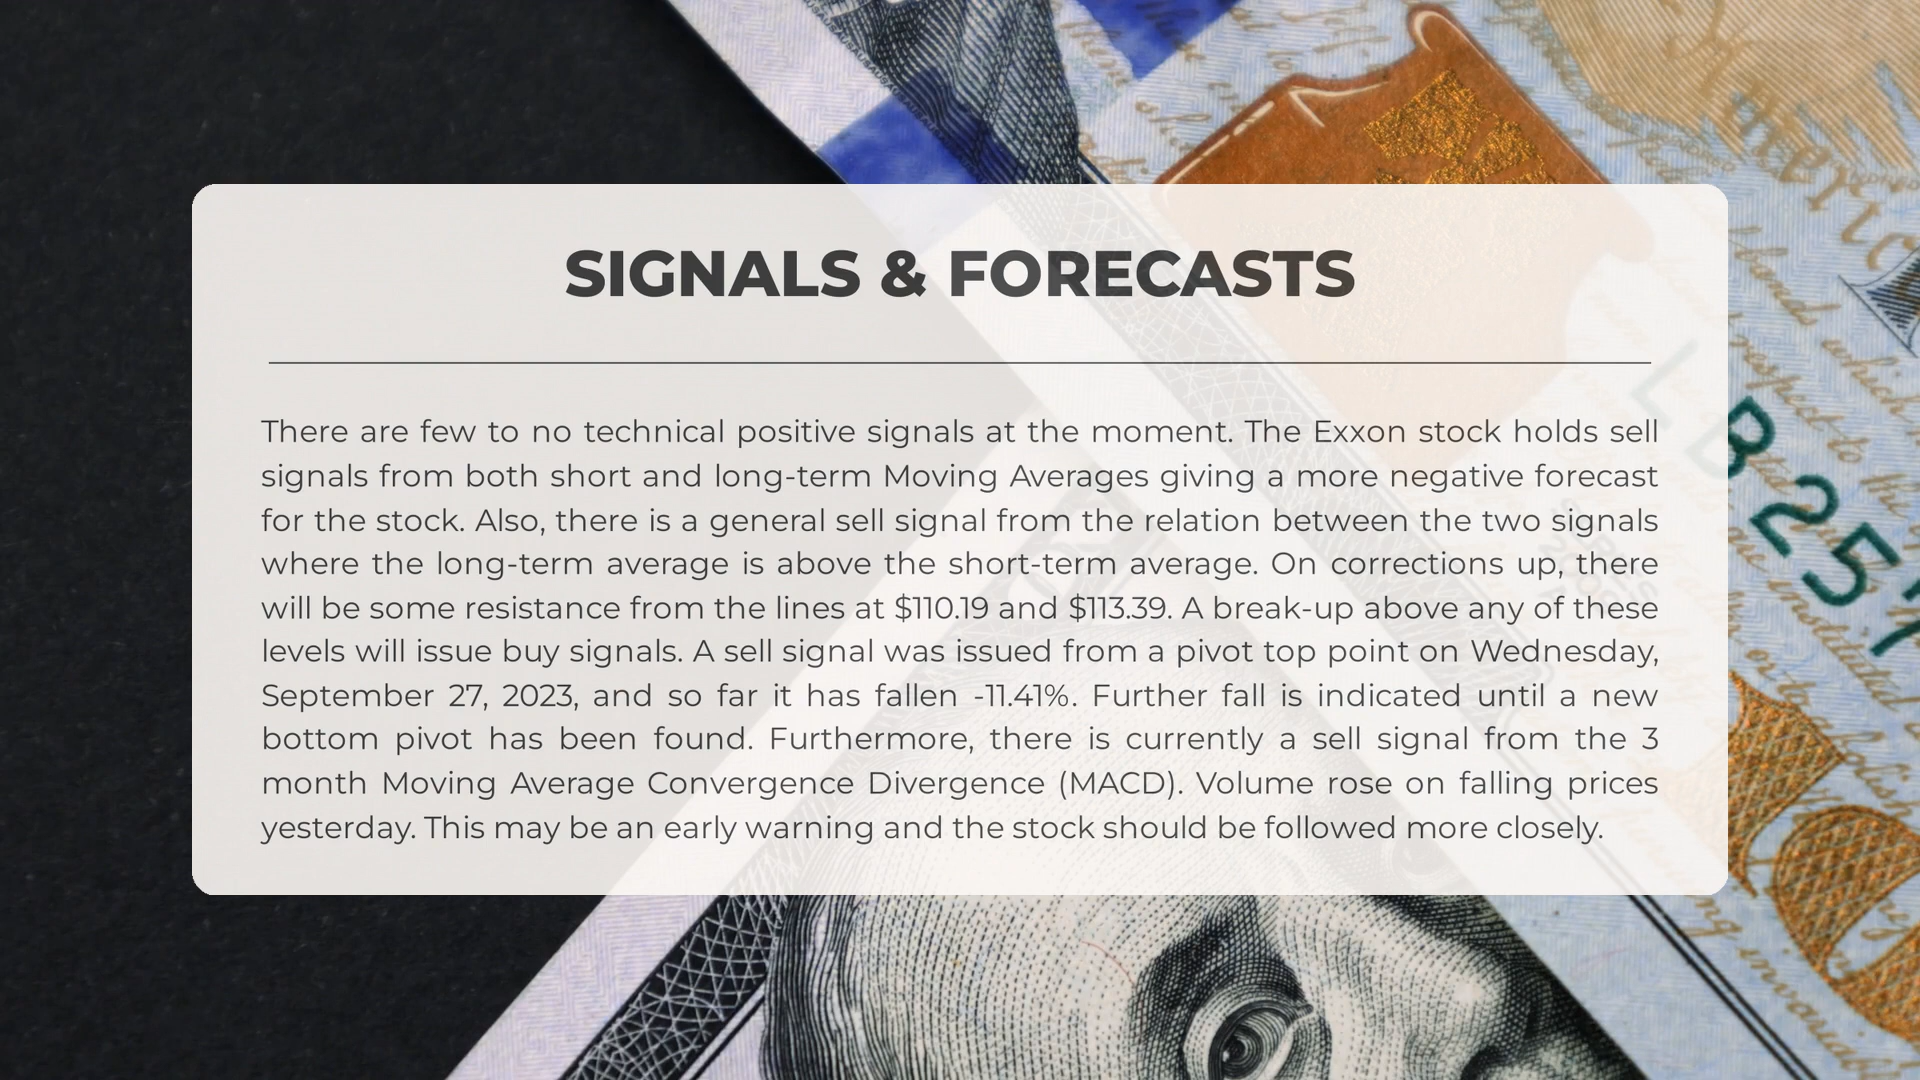 SIGNALS & FORECASTS
There are few to no technical positive signals at the moment. The Exxon stock holds sell
signals from both short and long-term Moving Averages giving a more negative forecast
for the stock. Also, there is a general sell signal from the relation between the two signals
where the long-term average is above the short-term average. On corrections up, there
will be some resistance from the lines at $110.19 and $113.39. A break-up above any of these
levels will issue buy signals. A sell signal was issued from a pivot top point on Wednesday,
September 27, 2023, and so far it has fallen -11.41%. Further fall is indicated until a new
bottom pivot has been found. Furthermore, there is currently a sell signal from the 3
month Moving Average Convergence Divergence (MACD). Volume rose on falling prices
yesterday. This may be an early warning and the stock should be followed more closely.